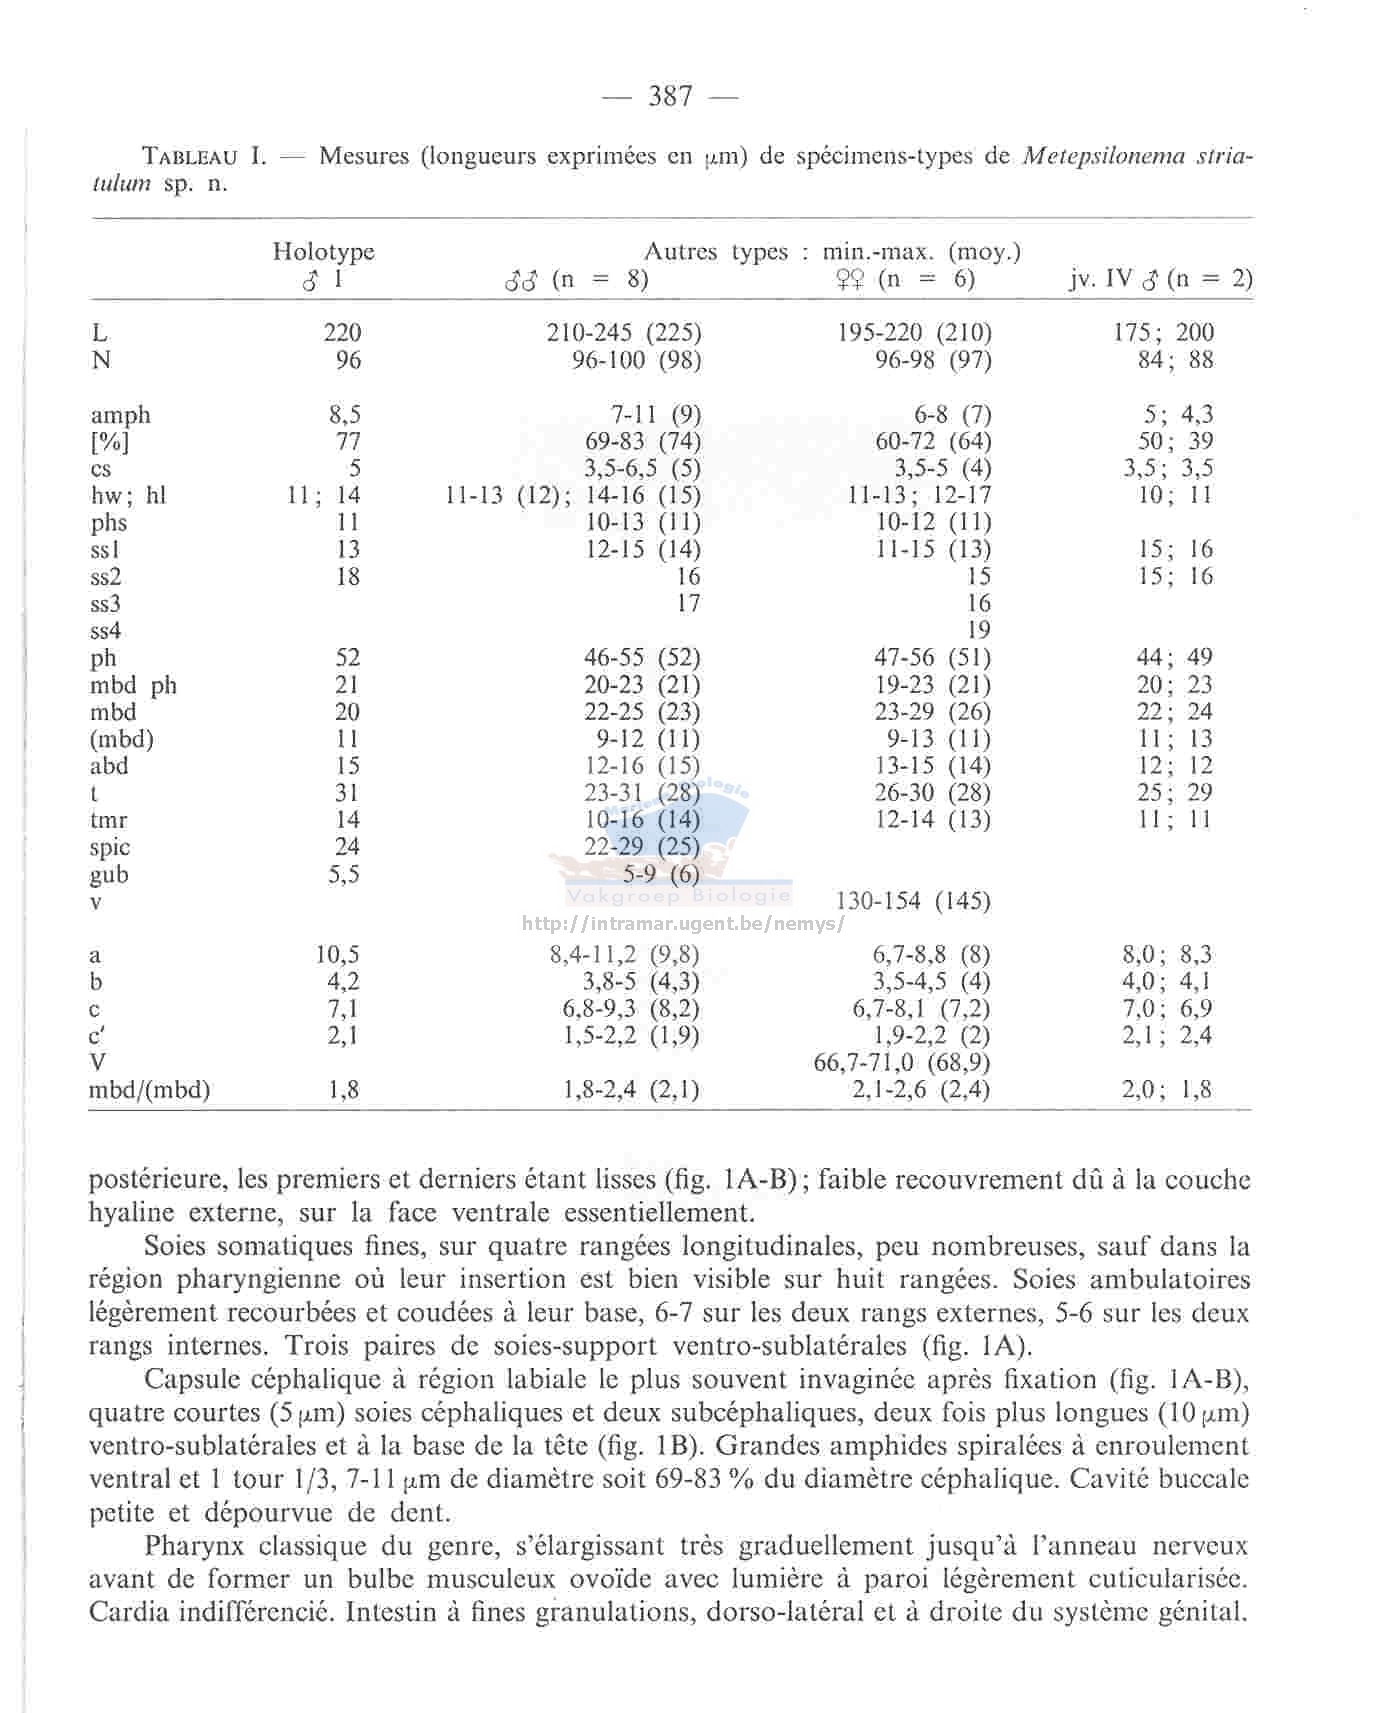 — 387 —
TABLEAU I. — Mesures (longueurs exprimées en µm) de spécimens-types de Metepsilonema stria-
tulum sp. n.
Holotype Autres types : min.-max. (moy.)
♂ 1 ♂♂ (n = 8) ♀♀ (n = 6) jv. IV ♂ (n = 2)
L 220 210-245 (225) 195-220 (210) 175; 200
N 96 96-100 (98) 96-98 (97) 84; 88
amph 8,5 7-11 (9) 6-8 (7) 5; 4,3
[%] 77 69-83 (74) 60-72 (64) 50; 39
cs 5 3,5-6,5 (5) 3,5-5 (4) 3,5; 3,5
hw; hl 11; 14 11-13 (12); 14-16 (15) 11-13; 12-17 10; 11
phs 11 10-13 (11) 10-12 (11)
ss1 13 12-15 (14) 11-15 (13) 15; 16
ss2 18 16 15 15; 16
ss3 17 16
ss4 19
ph 52 46-55 (52) 47-56 (51) 44; 49
mbd ph 21 20-23 (21) 19-23 (21) 20; 23
mbd 20 22-25 (23) 23-29 (26) 22; 24
(mbd) 11 9-12 (11) 9-13 (11) 11; 13
abd 15 12-16 (15) 13-15 (14) 12; 12
t 31 23-31 (28) 26-30 (28) 25; 29
tmr 14 10-16 (14) 12-14 (13) 11; 11
spic 24 22-29 (25)
gub 5,5 5-9 (6)
v 130-154 (145)
Mariene Biologie
Vakgroep Biologie
http://intramar.ugent.be/nemys/
a 10,5 8,4-11,2 (9,8) 6,7-8,8 (8) 8,0; 8,3
b 4,2 3,8-5 (4,3) 3,5-4,5 (4) 4,0; 4,1
c 7,1 6,8-9,3 (8,2) 6,7-8,1 (7,2) 7,0; 6,9
c′ 2,1 1,5-2,2 (1,9) 1,9-2,2 (2) 2,1; 2,4
V 66,7-71,0 (68,9)
mbd/(mbd) 1,8 1,8-2,4 (2,1) 2,1-2,6 (2,4) 2,0; 1,8
postérieure, les premiers et derniers étant lisses (fig. 1A-B); faible recouvrement dû à la couche
hyaline externe, sur la face ventrale essentiellement.
Soies somatiques fines, sur quatre rangées longitudinales, peu nombreuses, sauf dans la
région pharyngienne où leur insertion est bien visible sur huit rangées. Soies ambulatoires
légèrement recourbées et coudées à leur base, 6-7 sur les deux rangs externes, 5-6 sur les deux
rangs internes. Trois paires de soies-support ventro-sublatérales (fig. 1A).
Capsule céphalique à région labiale le plus souvent invaginée après fixation (fig. 1A-B),
quatre courtes (5 µm) soies céphaliques et deux subcéphaliques, deux fois plus longues (10 µm)
ventro-sublatérales et à la base de la tête (fig. 1B). Grandes amphides spiralées à enroulement
ventral et 1 tour 1/3, 7-11 µm de diamètre soit 69-83 % du diamètre céphalique. Cavité buccale
petite et dépourvue de dent.
Pharynx classique du genre, s'élargissant très graduellement jusqu'à l'anneau nerveux
avant de former un bulbe musculeux ovoïde avec lumière à paroi légèrement cuticularisée.
Cardia indifférencié. Intestin à fines granulations, dorso-latéral et à droite du système génital.